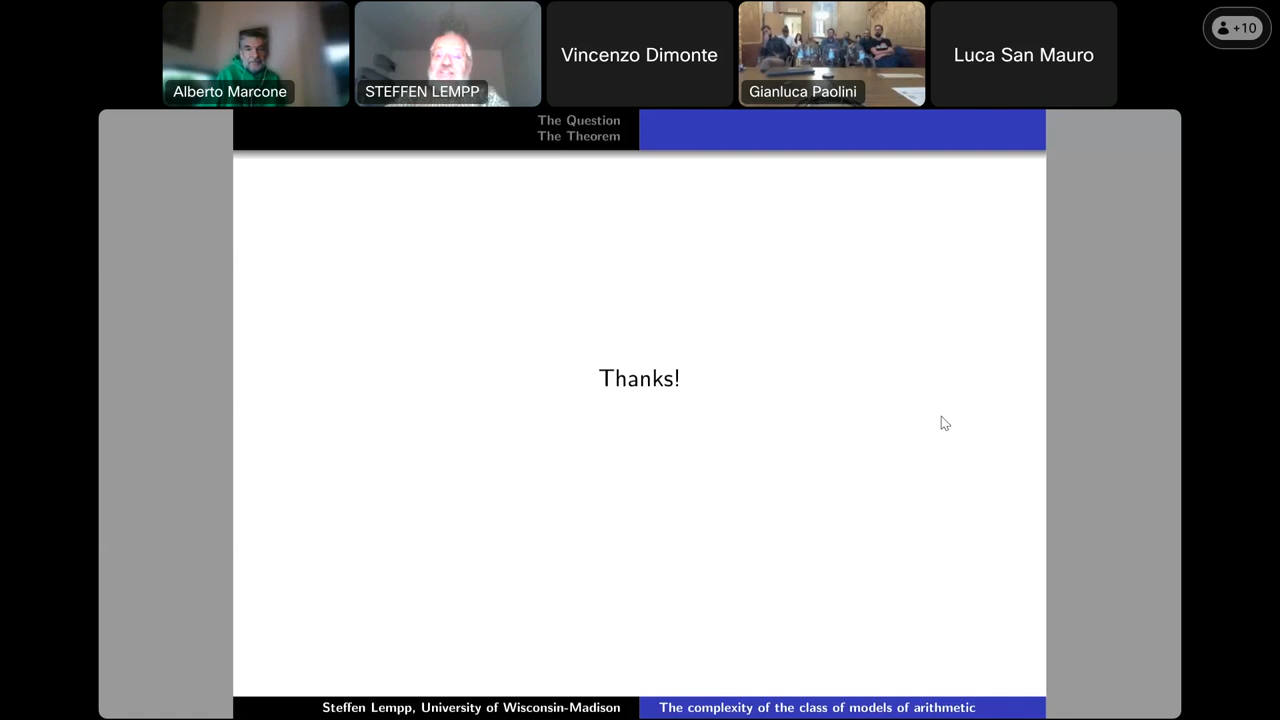 Alberto Marcone
STEFFEN LEMPP
Vincenzo Dimonte
Gianluca Paolini
Luca San Mauro
+10
The Question
The Theorem
Thanks!
Steffen Lempp, University of Wisconsin-Madison
The complexity of the class of models of arithmetic